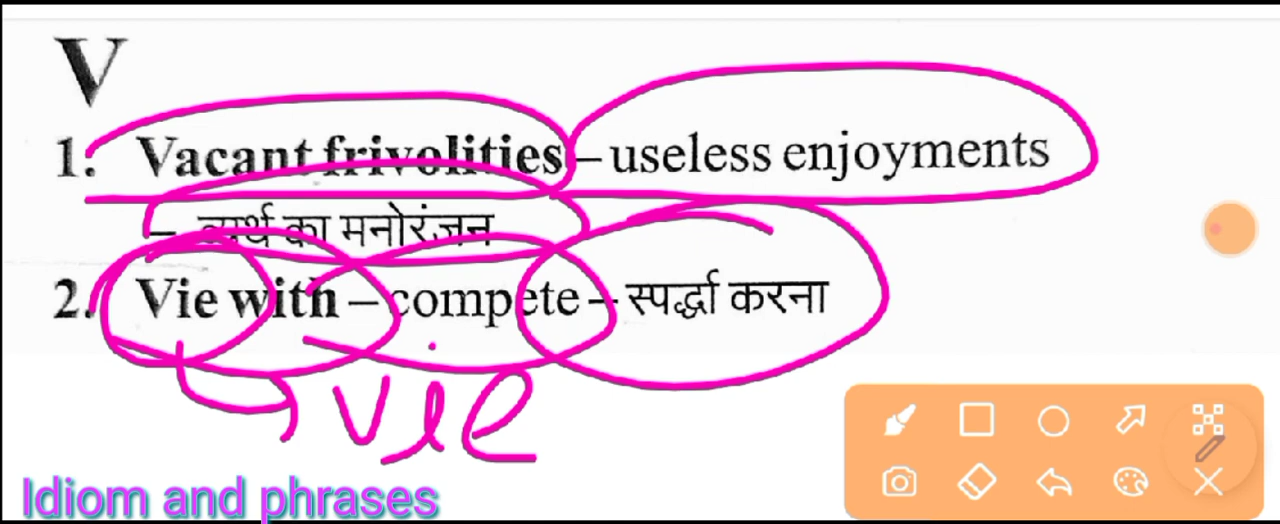 V
1. Vacant frivolities – useless enjoyments
– व्यर्थ का मनोरंजन
2. Vie with – compete – स्पर्द्धा करना
vie
Idiom and phrases